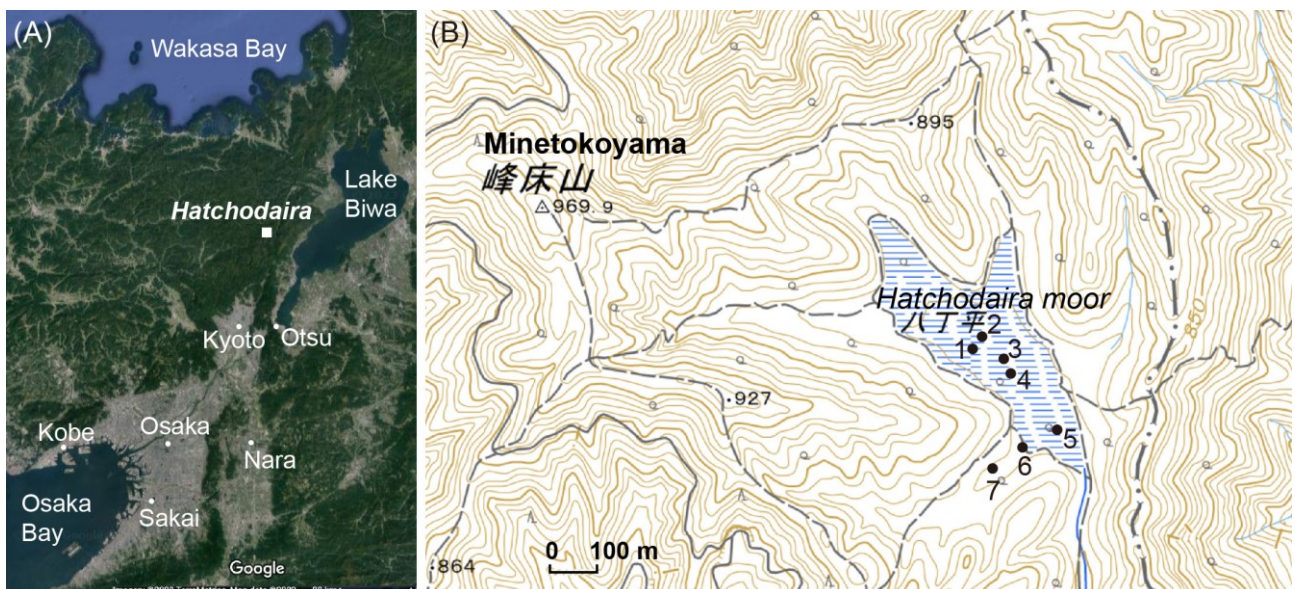 (A)
Wakasa Bay
Lake
Biwa
Hatchodaira
Kyoto
Otsu
Kobe
Osaka
Nara
Osaka
Bay
Sakai
Google
(B)
895
Minetokoyama
峰床山
969.9
Hatchodaira moor
八丁平
2
1
3
4
850
927
5
6
7
0 100 m
864